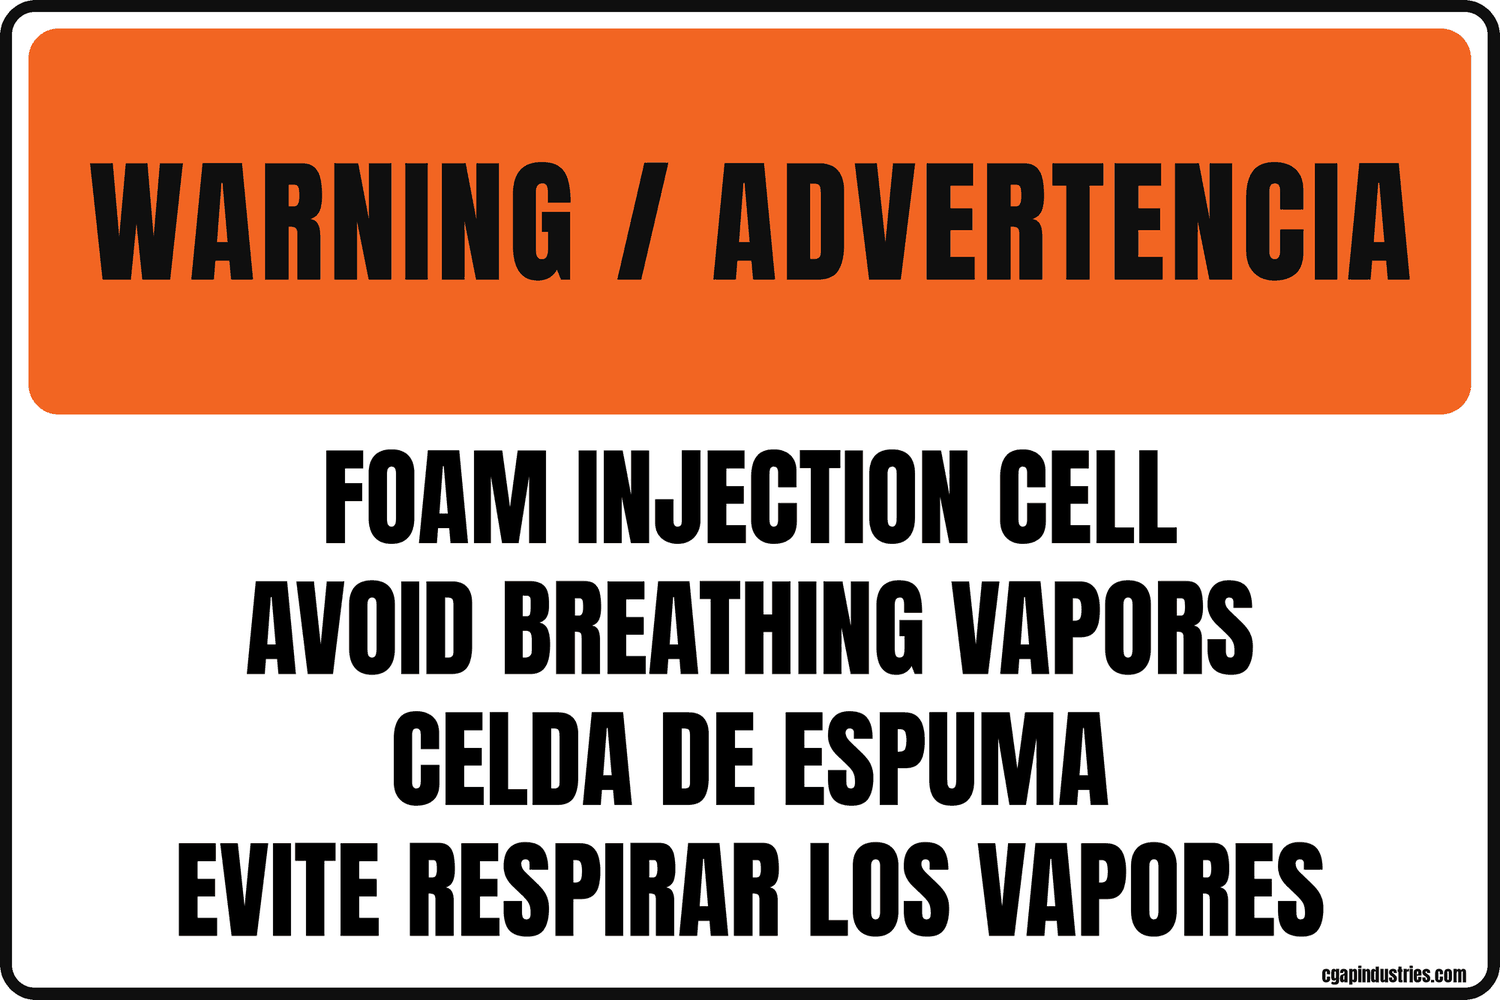 WARNING / ADVERTENCIA
FOAM INJECTION CELL
AVOID BREATHING VAPORS
CELDA DE ESPUMA
EVITE RESPIRAR LOS VAPORES
cgapindustries.com